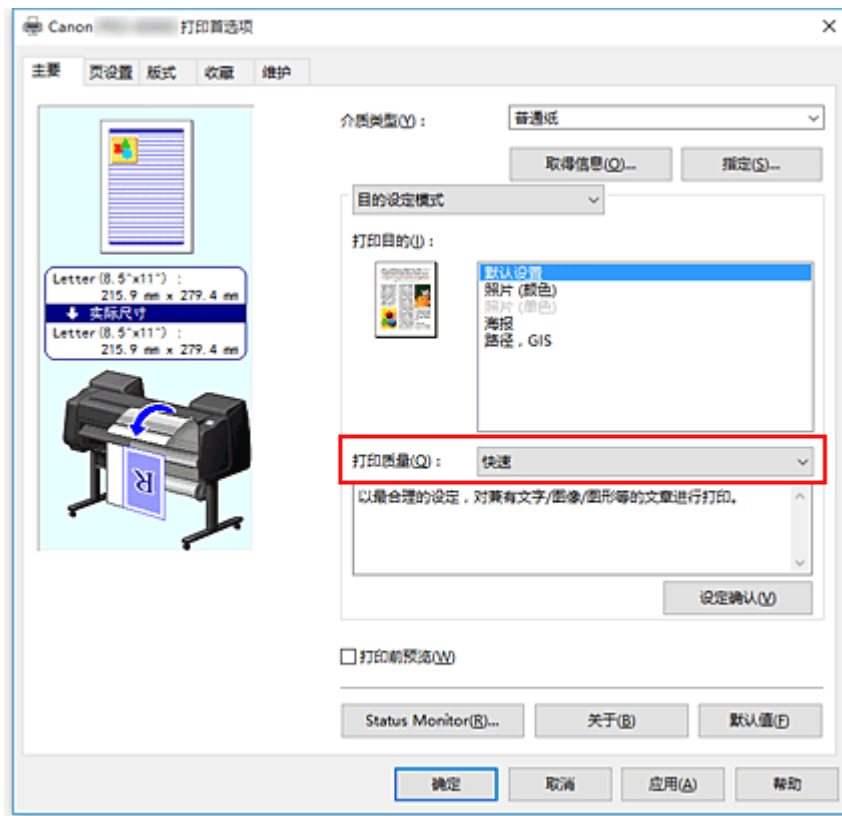 Canon 打印首选项
主要 页设置 版式 收藏 维护
介质类型(Y)： 普通纸
取得信息(O)... 指定(S)...
目的设定模式
打印目的(I)：
默认设置
照片 (颜色)
照片 (单色)
海报
路径，GIS
Letter(8.5"x11") :
215.9 mm x 279.4 mm
实际尺寸
Letter(8.5"x11") :
215.9 mm x 279.4 mm
R
打印质量(Q)： 快速
以最合理的设定，对兼有文字/图像/图形等的文章进行打印。
设定确认(V)
打印前预览(W)
Status Monitor(R)... 关于(B) 默认值(F)
确定 取消 应用(A) 帮助